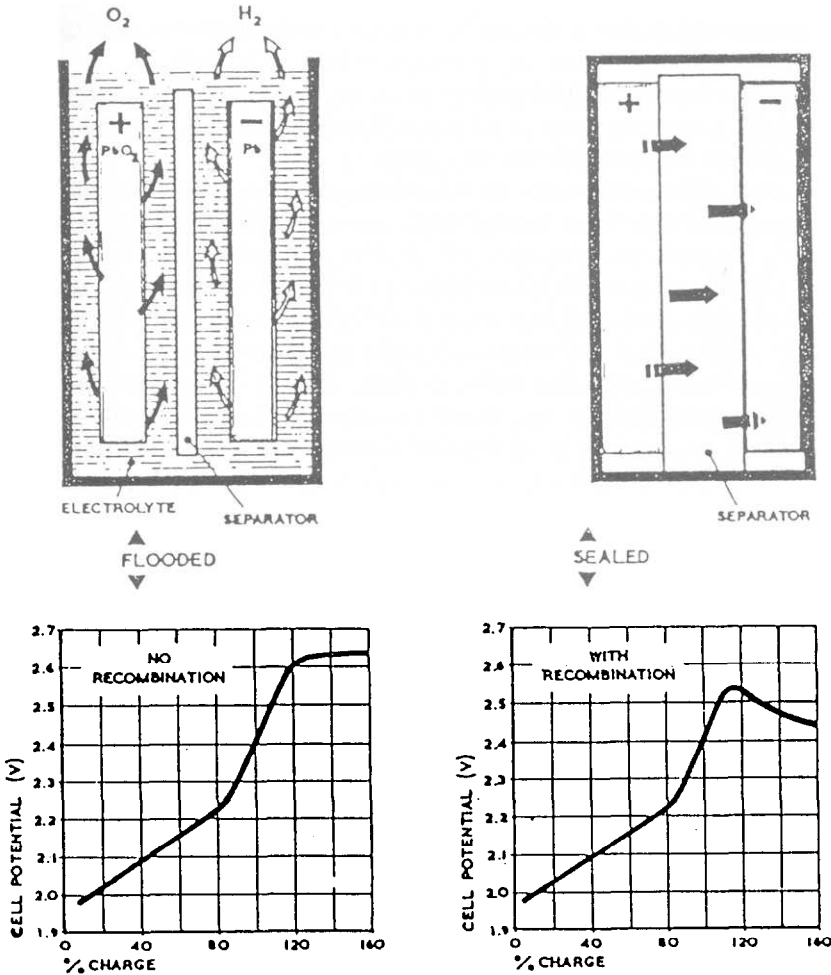 O₂
H₂
+
PbO₂
−
Pb
+
−
ELECTROLYTE
SEPARATOR
SEPARATOR
FLOODED
SEALED
NO
RECOMBINATION
CELL POTENTIAL (V)
2.7
2.6
2.5
2.4
2.3
2.2
2.1
2.0
1.9
0 40 80 120 160
% CHARGE
WITH
RECOMBINATION
CELL POTENTIAL (V)
2.7
2.6
2.5
2.4
2.3
2.2
2.1
2.0
1.9
0 40 80 120 160
% CHARGE